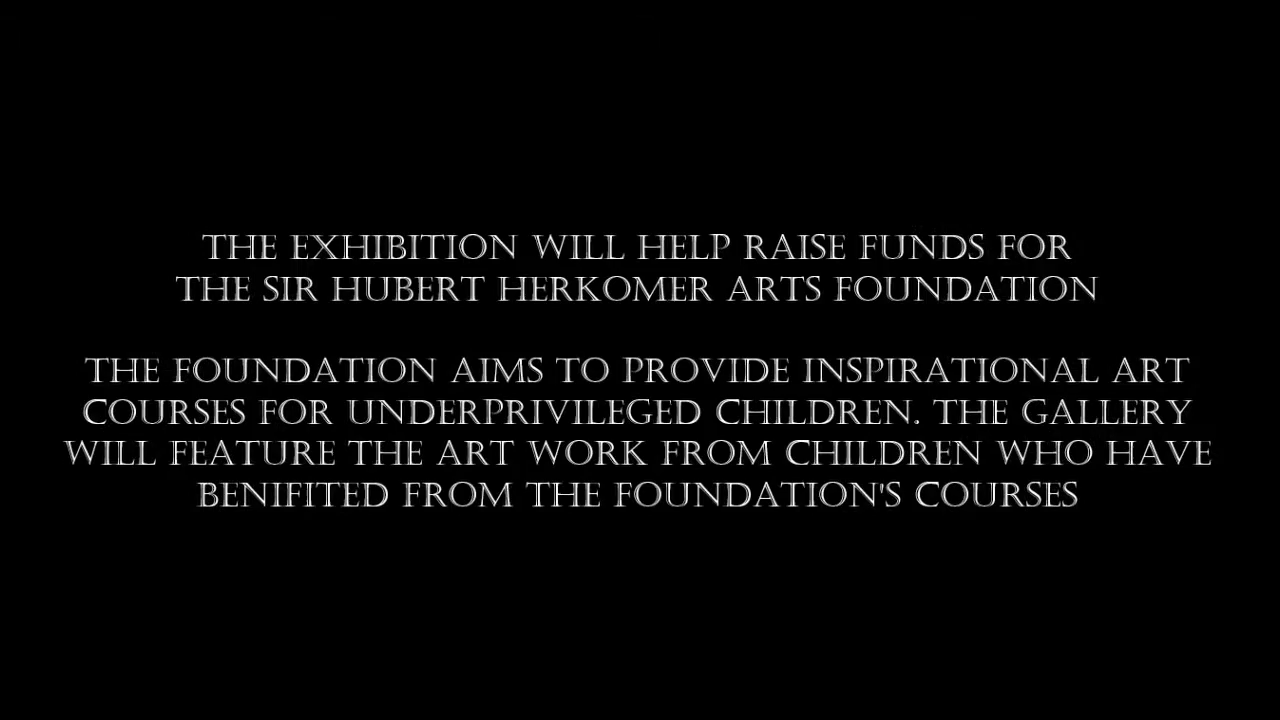 THE EXHIBITION WILL HELP RAISE FUNDS FOR
THE SIR HUBERT HERKOMER ARTS FOUNDATION
THE FOUNDATION AIMS TO PROVIDE INSPIRATIONAL ART
COURSES FOR UNDERPRIVILEGED CHILDREN. THE GALLERY
WILL FEATURE THE ART WORK FROM CHILDREN WHO HAVE
BENIFITED FROM THE FOUNDATION'S COURSES